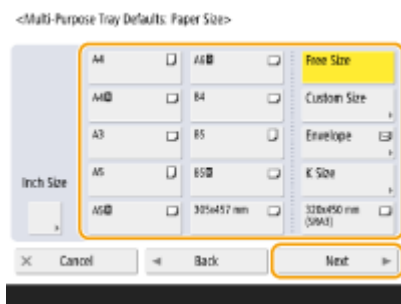 <Multi-Purpose Tray Defaults: Paper Size>
A4
A6R
Free Size
A4R
B4
Custom Size
A3
B5
Envelope
Inch Size
A5
B5R
K Size
A5R
305x457 mm
320x450 mm
(SRA3)
Cancel
Back
Next